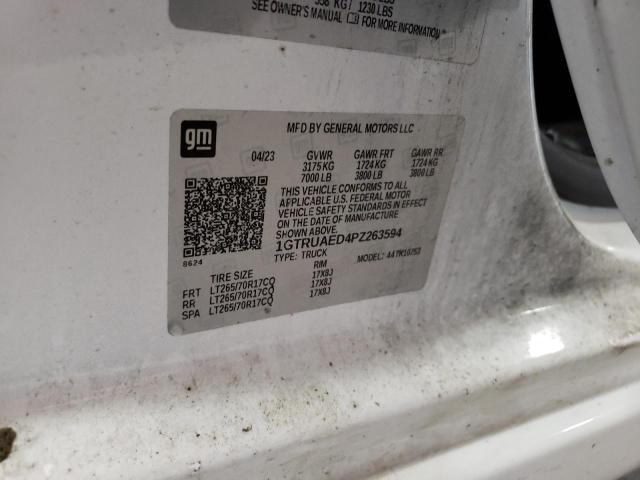 358 KG / 1230 LBS
SEE OWNER'S MANUAL FOR MORE INFORMATION
gm
MFD BY GENERAL MOTORS LLC
04/23 GVWR GAWR FRT GAWR RR
3175 KG 1724 KG 1724 KG
7000 LB 3800 LB 3800 LB
THIS VEHICLE CONFORMS TO ALL
APPLICABLE U.S. FEDERAL MOTOR
VEHICLE SAFETY STANDARDS IN EFFECT
ON THE DATE OF MANUFACTURE
SHOWN ABOVE.
1GTRUAED4PZ263594
8624
TYPE: TRUCK MODEL:
TIRE SIZE RIM
FRT LT265/70R17CQ 17X8J
RR LT265/70R17CQ 17X8J
SPA LT265/70R17CQ 17X8J